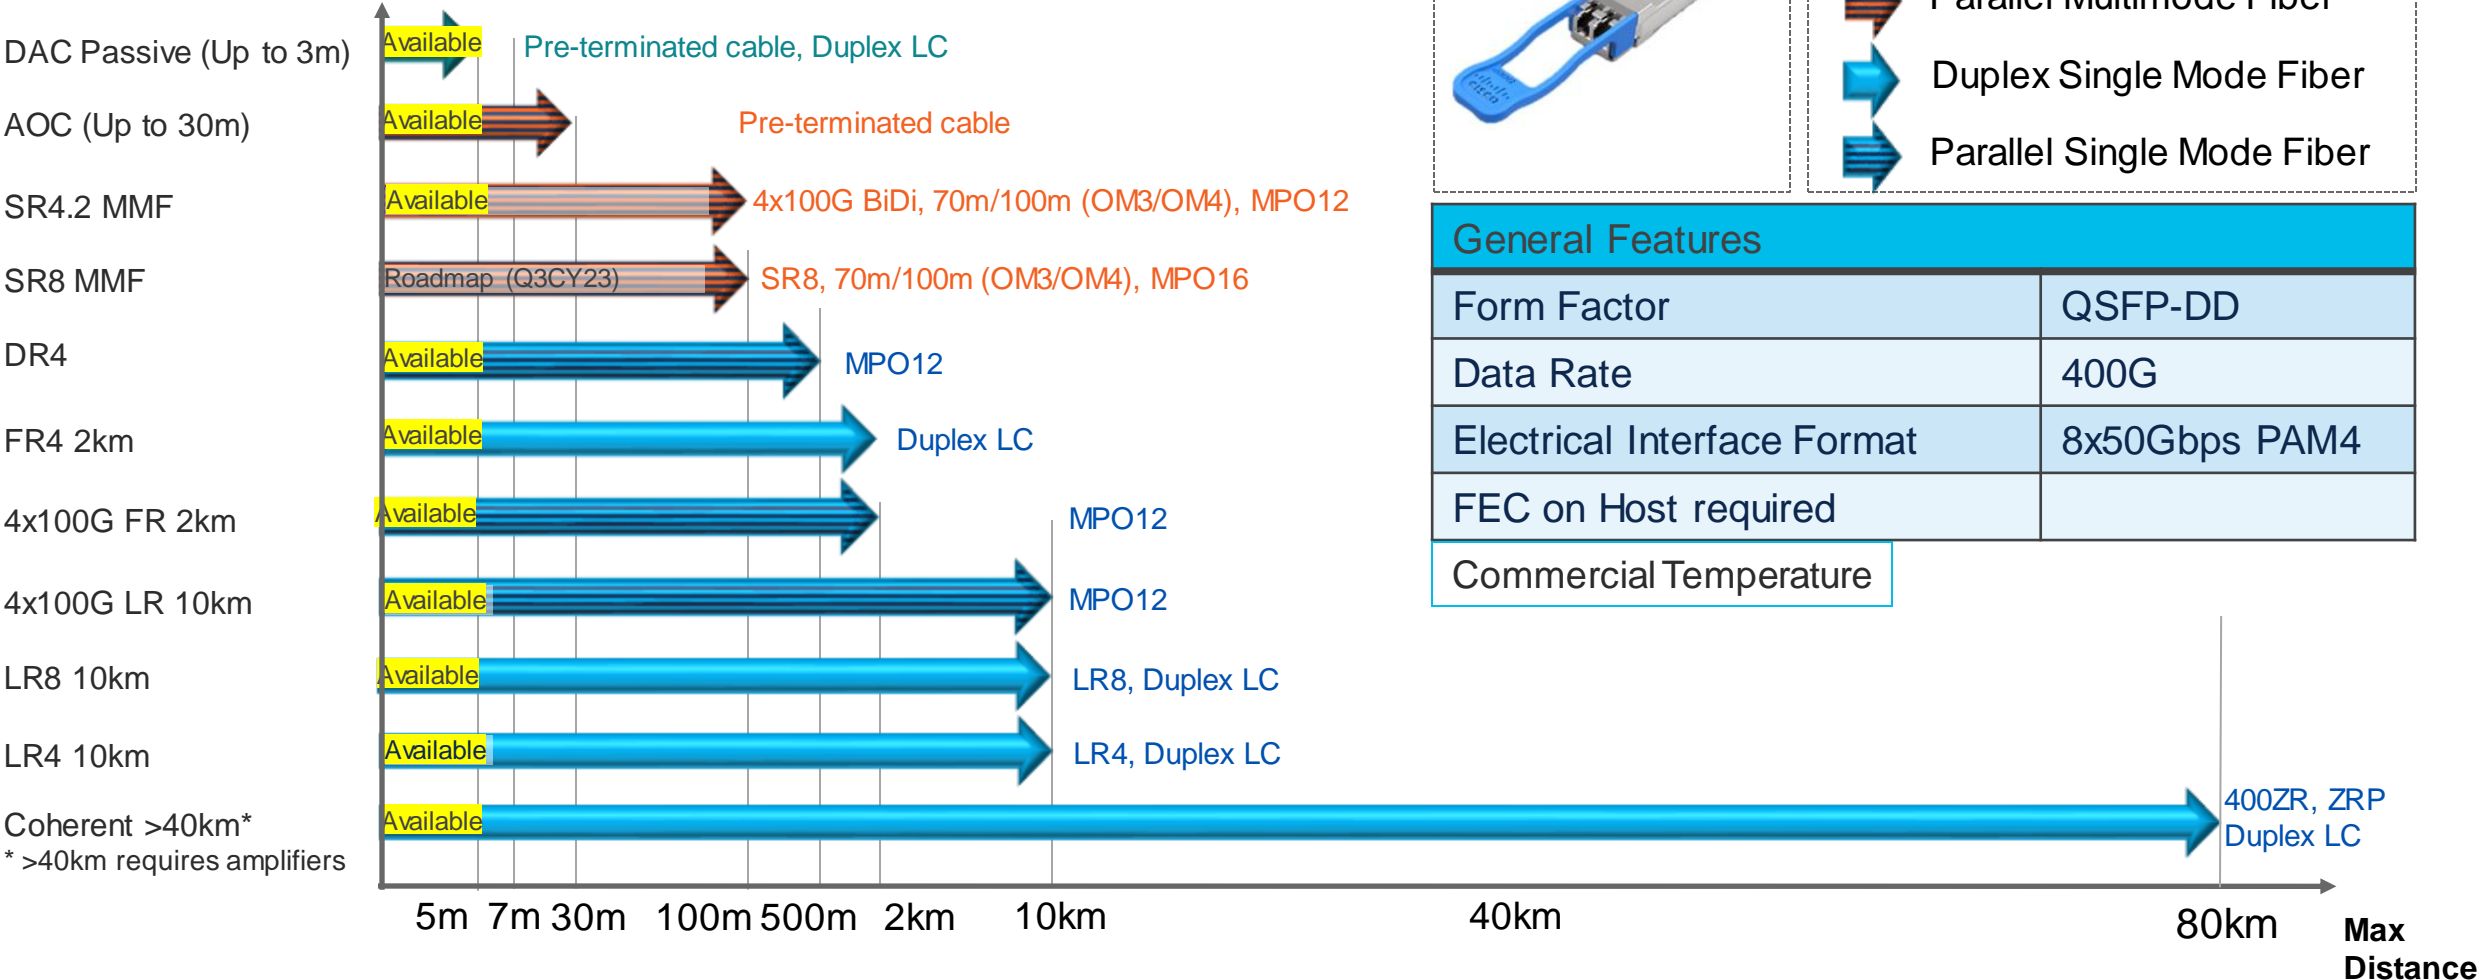 Parallel Multimode Fiber
Duplex Single Mode Fiber
Parallel Single Mode Fiber
cisco
DAC Passive (Up to 3m)
Available
Pre-terminated cable, Duplex LC
AOC (Up to 30m)
Available
Pre-terminated cable
SR4.2 MMF
Available
4x100G BiDi, 70m/100m (OM3/OM4), MPO12
SR8 MMF
Roadmap (Q3CY23)
SR8, 70m/100m (OM3/OM4), MPO16
DR4
Available
MPO12
FR4 2km
Available
Duplex LC
4x100G FR 2km
Available
MPO12
4x100G LR 10km
Available
MPO12
LR8 10km
Available
LR8, Duplex LC
LR4 10km
Available
LR4, Duplex LC
Coherent >40km*
* >40km requires amplifiers
Available
400ZR, ZRP
Duplex LC
5m 7m 30m 100m 500m 2km 10km 40km 80km
Max
Distance
General Features
Form Factor QSFP-DD
Data Rate 400G
Electrical Interface Format 8x50Gbps PAM4
FEC on Host required
Commercial Temperature